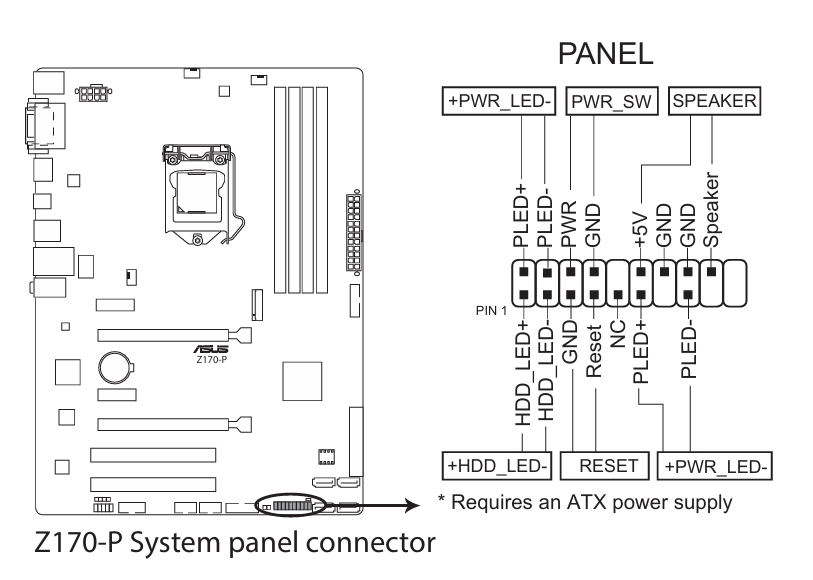 PANEL
+PWR_LED-
PWR_SW
SPEAKER
PLED+
PLED-
PWR
GND
+5V
GND
GND
Speaker
PIN 1
HDD_LED+
HDD_LED-
GND
Reset
NC
PLED+
PLED-
+HDD_LED-
RESET
+PWR_LED-
* Requires an ATX power supply
ASUS
Z170-P
Z170-P System panel connector